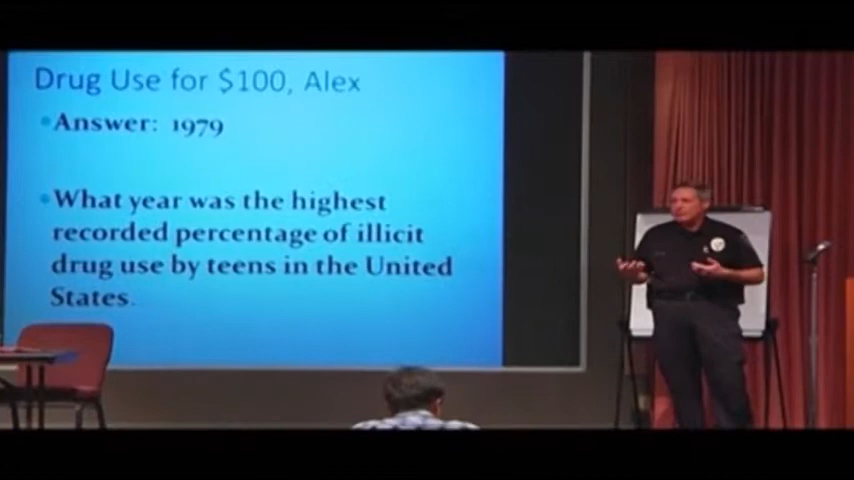 Drug Use for $100, Alex
Answer: 1979
What year was the highest
recorded percentage of illicit
drug use by teens in the United
States.